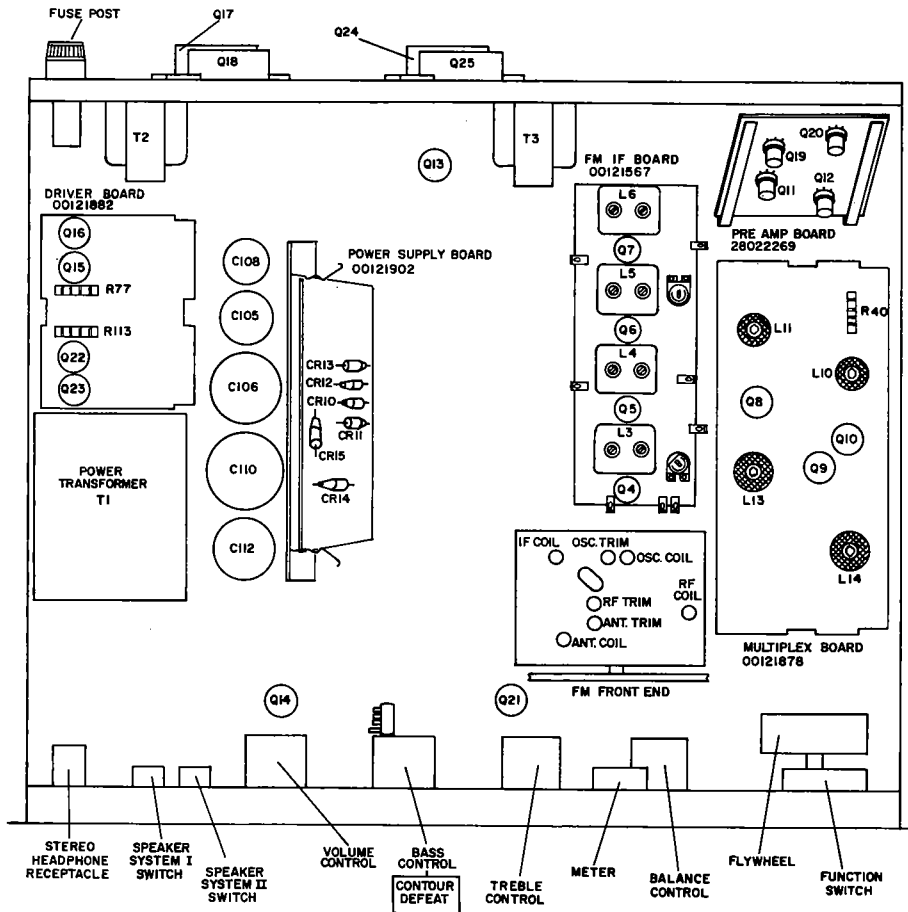 FUSE POST
Q17
Q18
Q24
Q25
T2
T3
Q13
FM IF BOARD
00121567
Q20
Q19
Q11
Q12
PRE AMP BOARD
28022269
DRIVER BOARD
00121882
Q16
Q15
R77
R113
Q22
Q23
C108
C105
C106
C110
C112
POWER SUPPLY BOARD
00121902
CR13
CR12
CR10
CR11
CR15
CR14
L6
Q7
L5
Q6
L4
Q5
L3
Q4
L11
R40
L10
Q8
Q10
Q9
L13
L14
MULTIPLEX BOARD
00121878
POWER
TRANSFORMER
T1
IF COIL
OSC. TRIM
OSC. COIL
RF
COIL
RF TRIM
ANT. TRIM
ANT. COIL
FM FRONT END
Q14
Q21
STEREO
HEADPHONE
RECEPTACLE
SPEAKER
SYSTEM I
SWITCH
SPEAKER
SYSTEM II
SWITCH
VOLUME
CONTROL
BASS
CONTROL
CONTOUR
DEFEAT
TREBLE
CONTROL
METER
BALANCE
CONTROL
FLYWHEEL
FUNCTION
SWITCH